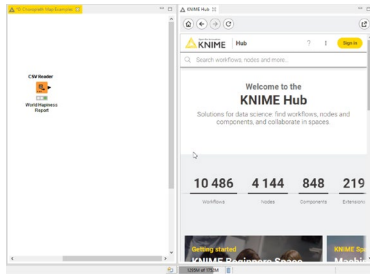 KNIME Hub
CSV Reader
World Happiness
Report
KNIME
Hub
?
Sign in
Search workflows, nodes and more...
Welcome to the
KNIME Hub
Solutions for data science: find workflows, nodes
and components, and collaborate in spaces
10 486
4 144
848
219
Workflows
Nodes
Components
Extensions
Getting started
KNIME Beginners Space
KNIME